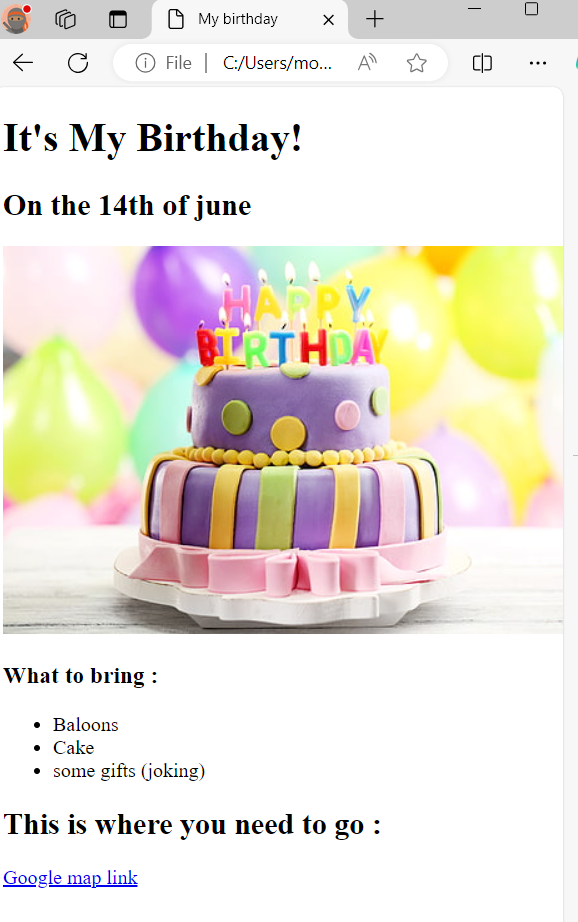 My birthday
File | C:/Users/mo...
It's My Birthday!
On the 14th of june
HAPPY
BIRTHDAY
What to bring :
Baloons
Cake
some gifts (joking)
This is where you need to go :
Google map link